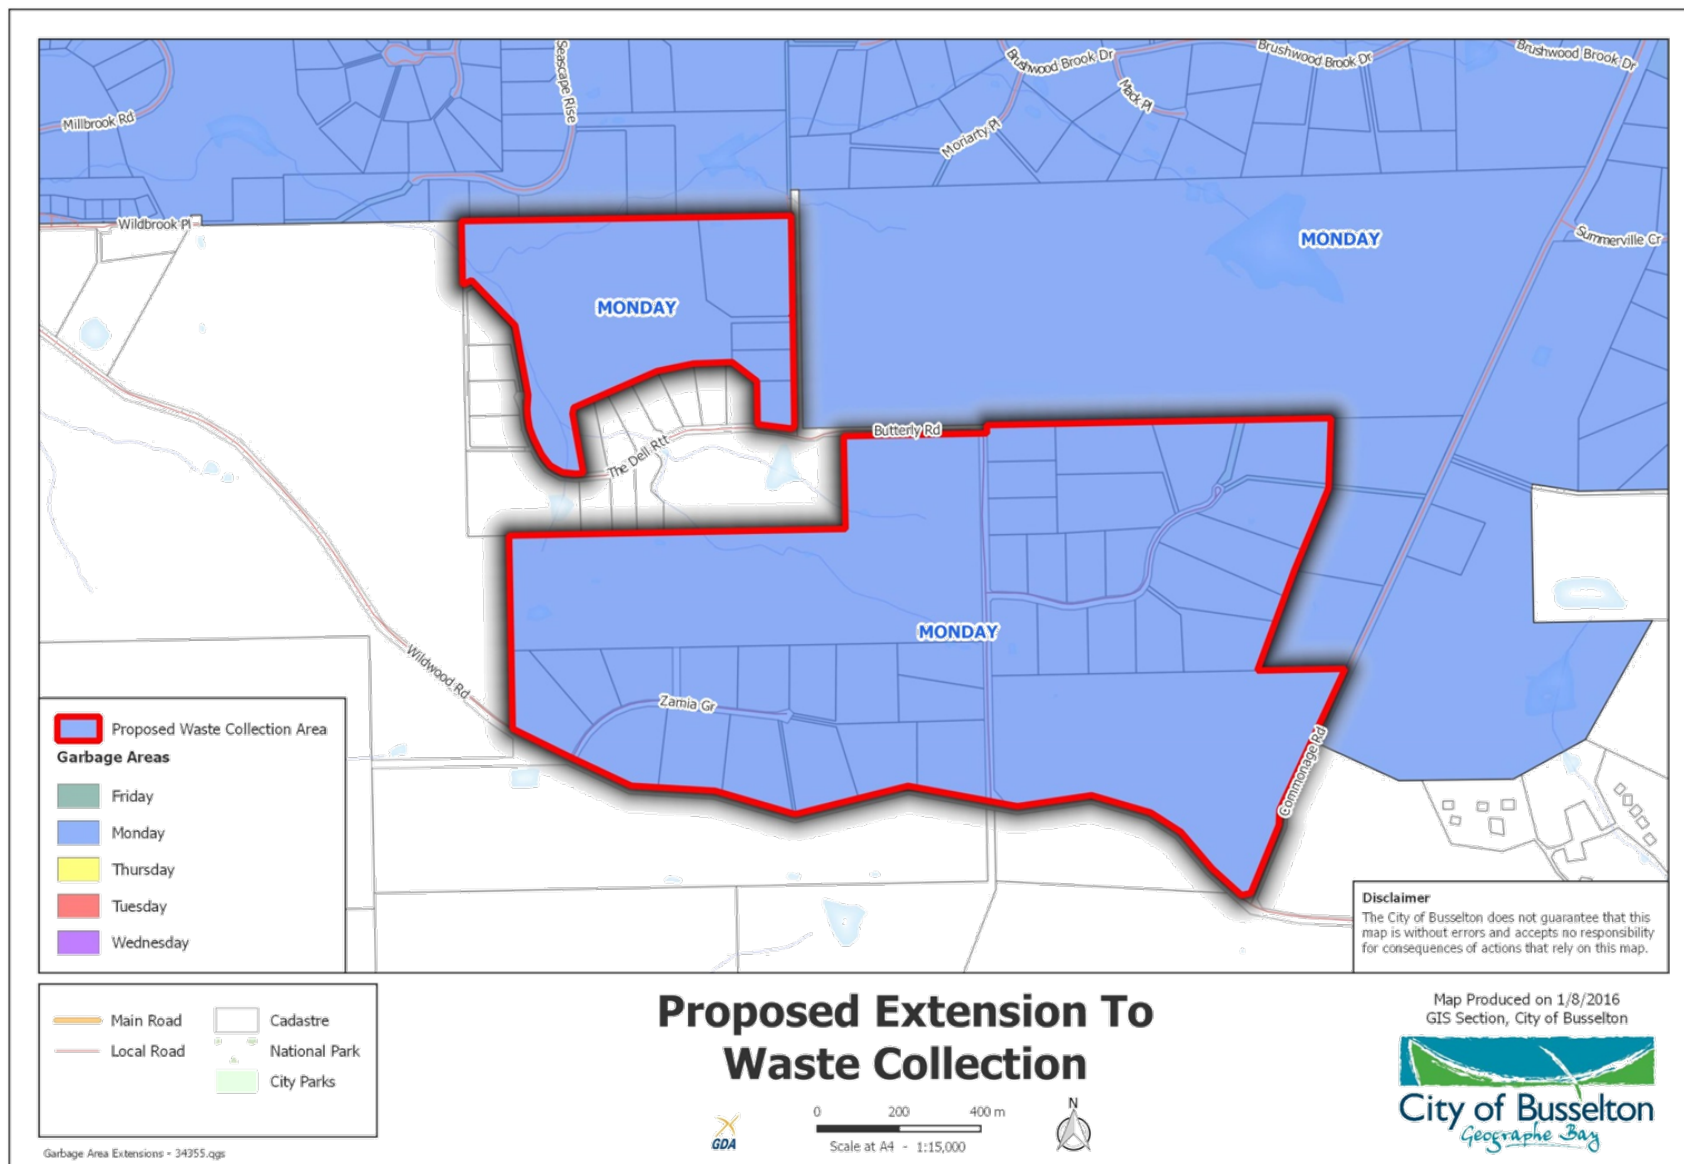 Seascape Rise
Brushwood Brook Dr
Brushwood Brook Dr
Brushwood Brook Dr
Mack Pl
Millbrook Rd
Moriarty Pl
Wildbrook Pl
MONDAY
Summerville Cr
MONDAY
Butterly Rd
The Dell Rtt
MONDAY
Wildwood Rd
Zamia Gr
Commonage Rd
Proposed Waste Collection Area
Garbage Areas
Friday
Monday
Thursday
Tuesday
Wednesday
Disclaimer
The City of Busselton does not guarantee that this
map is without errors and accepts no responsibility
for consequences of actions that rely on this map.
Main Road
Local Road
Cadastre
National Park
City Parks
Garbage Area Extensions - 34355.qgs
Proposed Extension To
Waste Collection
GDA
0 200 400 m
Scale at A4 - 1:15,000
N
Map Produced on 1/8/2016
GIS Section, City of Busselton
City of Busselton
Geographe Bay